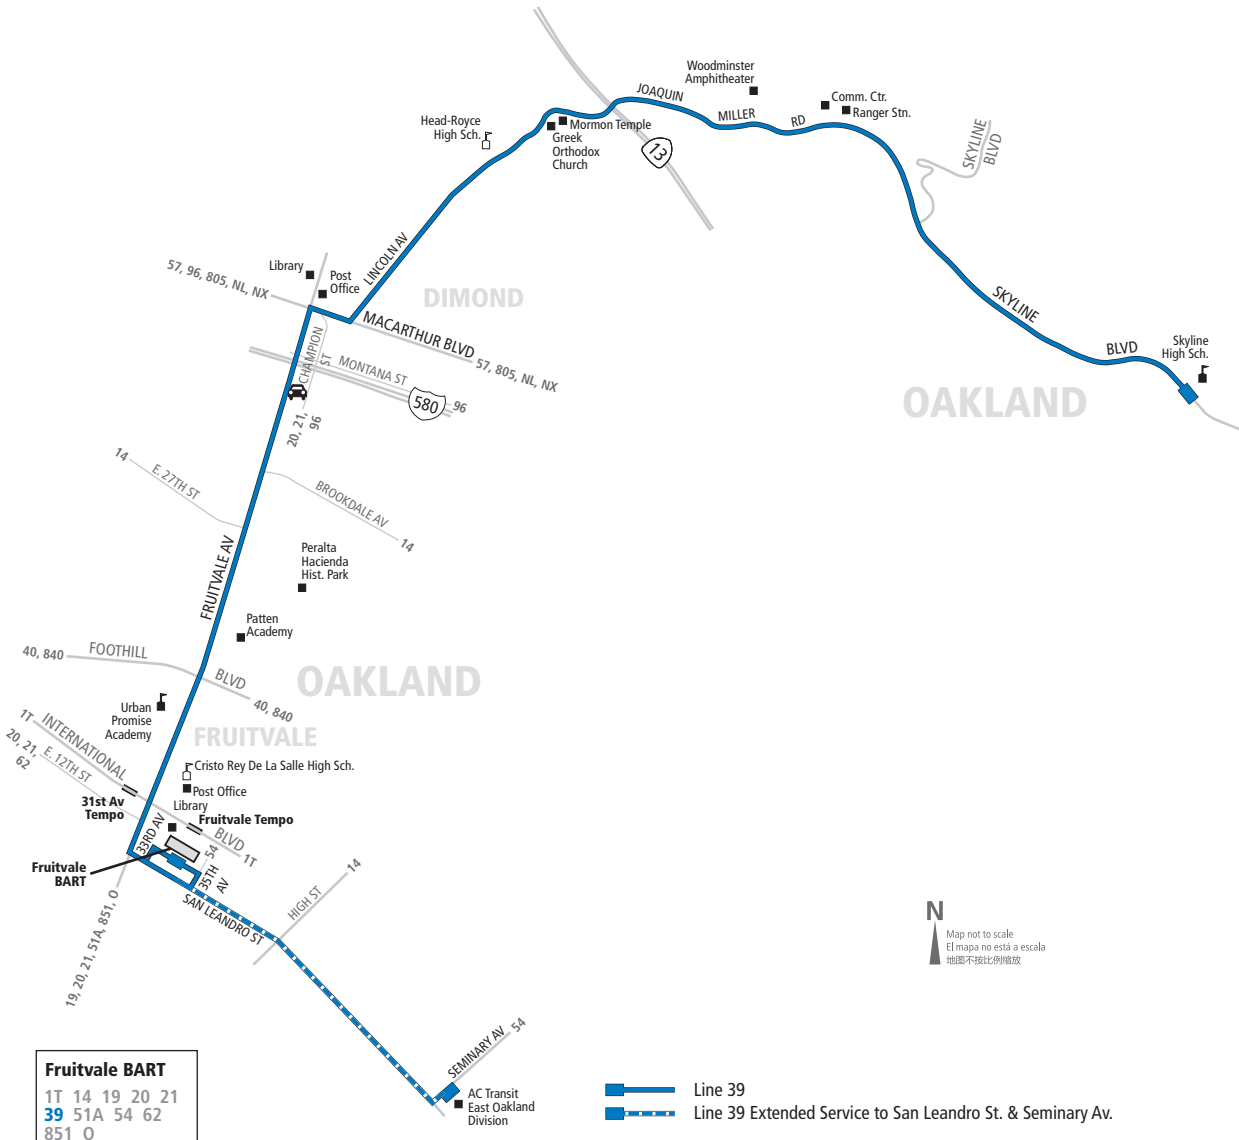 Woodminster
Amphitheater
JOAQUIN
MILLER
RD
Comm. Ctr.
Ranger Stn.
Head-Royce
High Sch.
Mormon Temple
Greek
Orthodox
Church
13
SKYLINE
BLVD
LINCOLN AV
57, 96, 805, NL, NX
Library
Post
Office
DIMOND
MACARTHUR BLVD
57, 805, NL, NX
CHAMPION
ST
MONTANA ST
96
580
20, 21,
96
SKYLINE
BLVD
Skyline
High Sch.
OAKLAND
14
E. 27TH ST
BROOKDALE AV
14
FRUITVALE AV
Peralta
Hacienda
Hist. Park
Patten
Academy
40, 840
FOOTHILL
BLVD
40, 840
OAKLAND
Urban
Promise
Academy
FRUITVALE
1T
INTERNATIONAL
20, 21,
62
E. 12TH ST
Cristo Rey De La Salle High Sch.
Post Office
Library
31st Av
Tempo
Fruitvale Tempo
BLVD
1T
33RD AV
54
35TH
AV
Fruitvale
BART
SAN LEANDRO ST
HIGH ST
14
19, 20, 21, 51A, 851, O
N
Map not to scale
El mapa no está a escala
地图不按比例缩放
SEMINARY AV
54
AC Transit
East Oakland
Division
Fruitvale BART
1T 14 19 20 21
39 51A 54 62
851 O
Line 39
Line 39 Extended Service to San Leandro St. & Seminary Av.